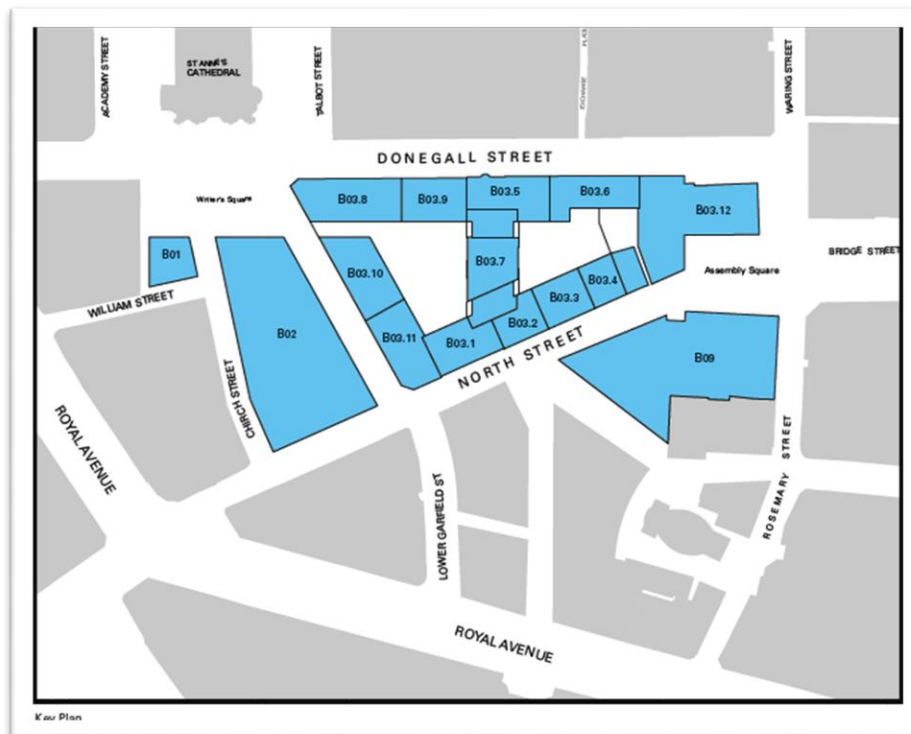 ACADEMY STREET
ST ANNE'S
CATHEDRAL
TALBOT STREET
WARING STREET
DONEGALL STREET
Writer's Square
B03.8
B03.9
B03.5
B03.6
B03.12
B01
B03.10
B03.7
BRIDGE STREET
Assembly Square
B03.4
B03.3
B03.2
B03.1
B03.11
WILLIAM STREET
B02
NORTH STREET
B09
CHIRCH STREET
ROYAL AVENUE
ROSEMARY STREET
LOWER GARFIELD ST
ROYAL AVENUE
Key Plan